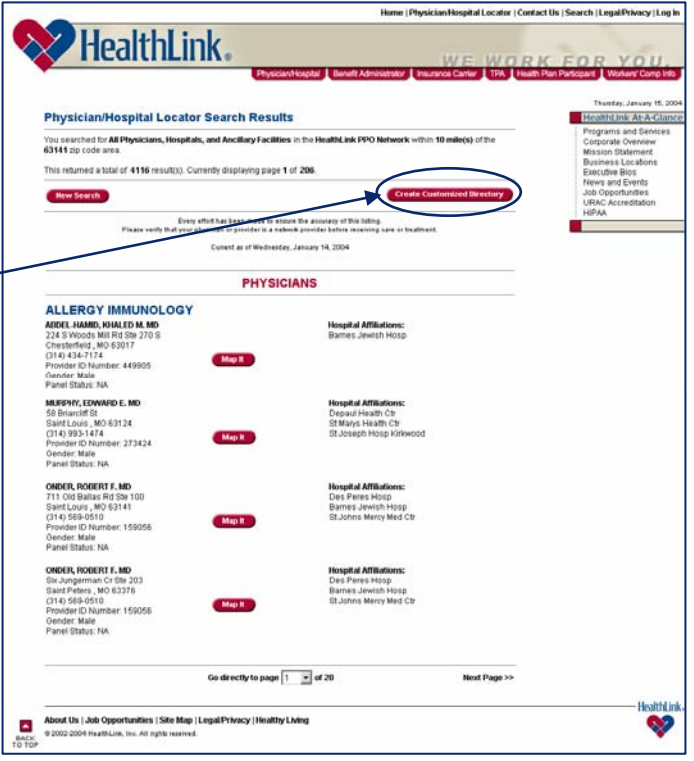 Home | Physician/Hospital Locator | Contact Us | Search | Legal/Privacy | Log In
HealthLink®
WE WORK FOR YOU.
Physician/Hospital Benefit Administrator Insurance Carrier TPA Health Plan Participant Workers' Comp Info
Thursday, January 15, 2004
HealthLink At-A-Glance
Programs and Services
Corporate Overview
Mission Statement
Business Locations
Executive Bios
News and Events
Job Opportunities
URAC Accreditation
HIPAA
Physician/Hospital Locator Search Results
You searched for All Physicians, Hospitals, and Ancillary Facilities in the HealthLink PPO Network within 10 mile(s) of the
63141 zip code area.
This returned a total of 4116 result(s). Currently displaying page 1 of 206.
New Search
Create Customized Directory
Every effort has been made to ensure the accuracy of this listing.
Please verify that your physician or provider is a network provider before receiving care or treatment.
Current as of Wednesday, January 14, 2004
PHYSICIANS
ALLERGY IMMUNOLOGY
ABDEL-HAMID, KHALED M. MD
224 S Woods Mill Rd Ste 270 S
Chesterfield , MO 63017
(314) 434-7174
Provider ID Number: 449905
Gender: Male
Panel Status: NA
Map It
Hospital Affiliations:
Barnes Jewish Hosp
MURPHY, EDWARD E. MD
58 Briarcliff St
Saint Louis , MO 63124
(314) 993-1474
Provider ID Number: 273424
Gender: Male
Panel Status: NA
Map It
Hospital Affiliations:
Depaul Health Ctr
St Marys Health Ctr
St Joseph Hosp Kirkwood
ONDER, ROBERT F. MD
711 Old Ballas Rd Ste 100
Saint Louis , MO 63141
(314) 569-0510
Provider ID Number: 159056
Gender: Male
Panel Status: NA
Map It
Hospital Affiliations:
Des Peres Hosp
Barnes Jewish Hosp
St Johns Mercy Med Ctr
ONDER, ROBERT F. MD
Six Jungerman Cr Ste 203
Saint Peters , MO 63376
(314) 569-0510
Provider ID Number: 159056
Gender: Male
Panel Status: NA
Map It
Hospital Affiliations:
Des Peres Hosp
Barnes Jewish Hosp
St Johns Mercy Med Ctr
Go directly to page 1 of 20
Next Page >>
HealthLink.
BACK
TO TOP
About Us | Job Opportunities | Site Map | Legal/Privacy | Healthy Living
© 2002-2004 HealthLink, Inc. All rights reserved.